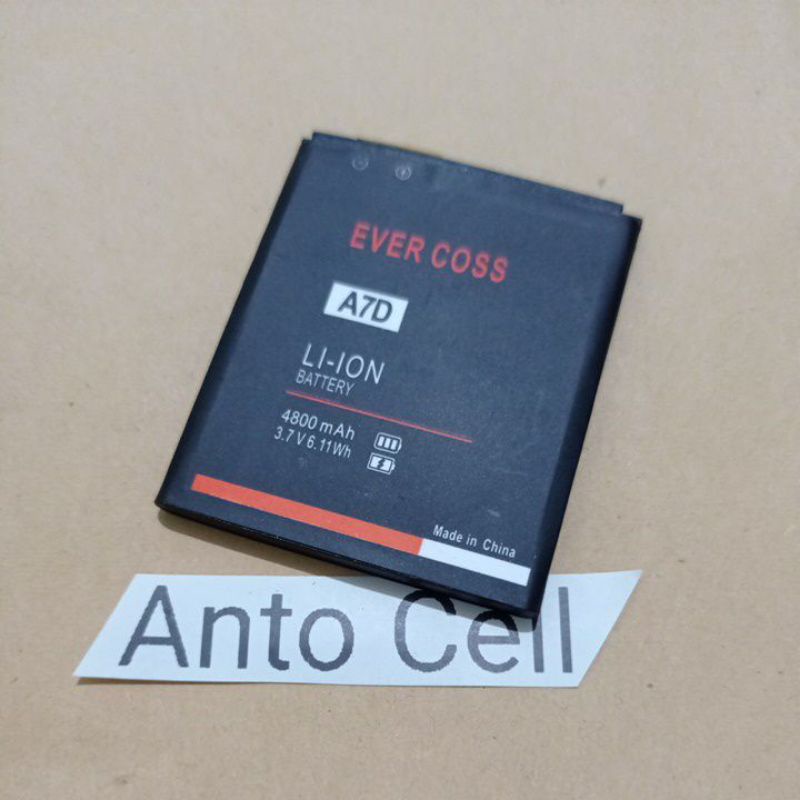 EVER COSS
A7D
LI-ION
BATTERY
4800 mAh
3.7 V 6.11Wh
Made in China
Anto Cell